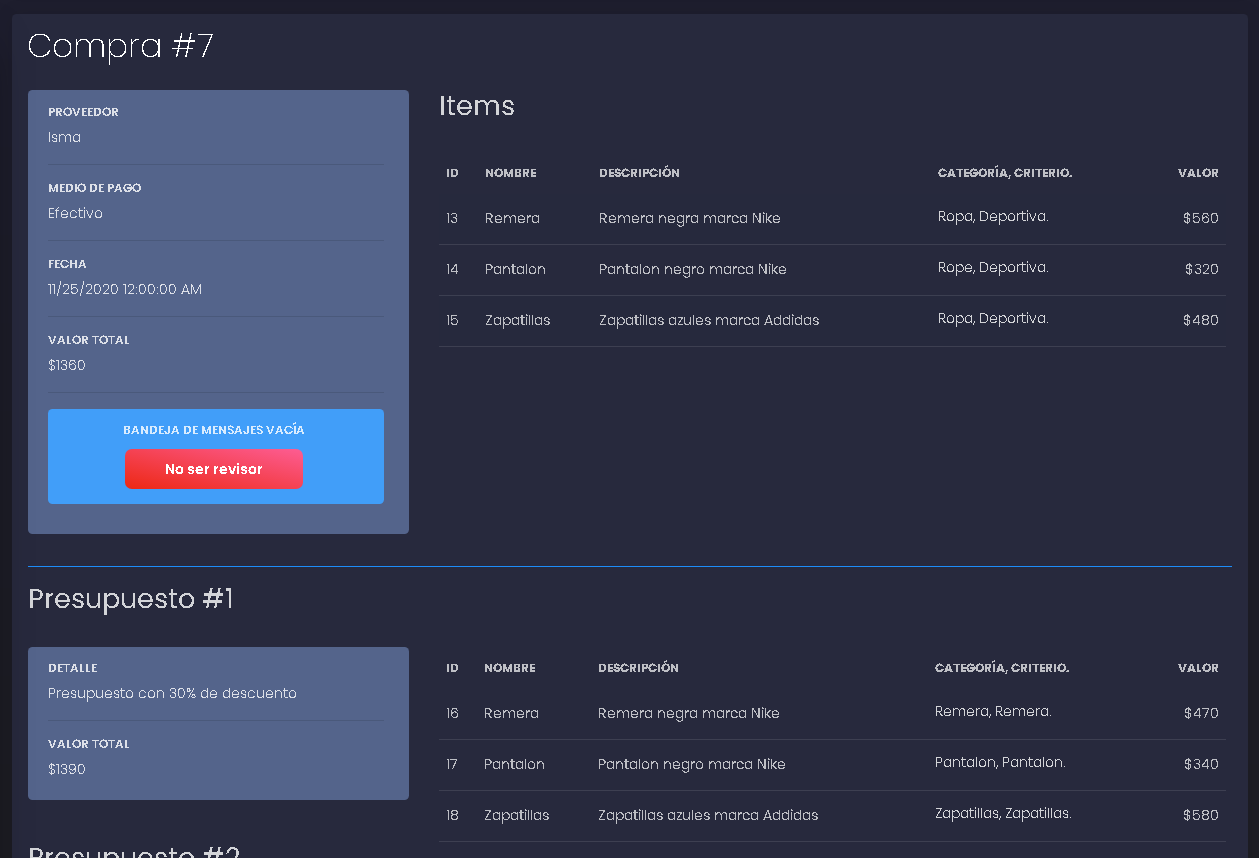 Compra #7
PROVEEDOR
Isma
MEDIO DE PAGO
Efectivo
FECHA
11/25/2020 12:00:00 AM
VALOR TOTAL
$1360
BANDEJA DE MENSAJES VACÍA
No ser revisor
Items
ID NOMBRE DESCRIPCIÓN CATEGORÍA, CRITERIO. VALOR
13 Remera Remera negra marca Nike Ropa, Deportiva. $560
14 Pantalon Pantalon negro marca Nike Rope, Deportiva. $320
15 Zapatillas Zapatillas azules marca Addidas Ropa, Deportiva. $480
Presupuesto #1
DETALLE
Presupuesto con 30% de descuento
VALOR TOTAL
$1390
ID NOMBRE DESCRIPCIÓN CATEGORÍA, CRITERIO. VALOR
16 Remera Remera negra marca Nike Remera, Remera. $470
17 Pantalon Pantalon negro marca Nike Pantalon, Pantalon. $340
18 Zapatillas Zapatillas azules marca Addidas Zapatillas, Zapatillas. $580
Presupuesto #2